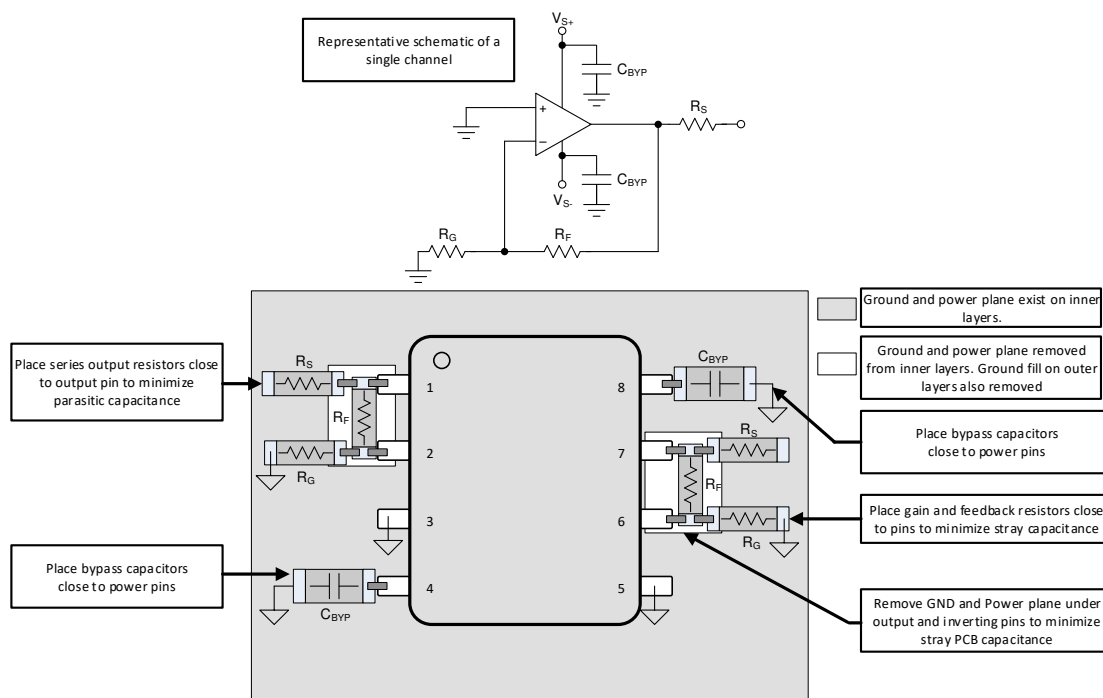 Representative schematic of a
single channel
VS+
CBYP
RS
+
−
CBYP
VS-
RG
RF
Ground and power plane exist on inner
layers.
Ground and power plane removed
from inner layers. Ground fill on outer
layers also removed
Place series output resistors close
to output pin to minimize
parasitic capacitance
RS
RF
RG
1
2
3
4
8
7
6
5
CBYP
RS
RF
RG
CBYP
Place bypass capacitors
close to power pins
Place gain and feedback resistors close
to pins to minimize stray capacitance
Place bypass capacitors
close to power pins
Remove GND and Power plane under
output and inverting pins to minimize
stray PCB capacitance